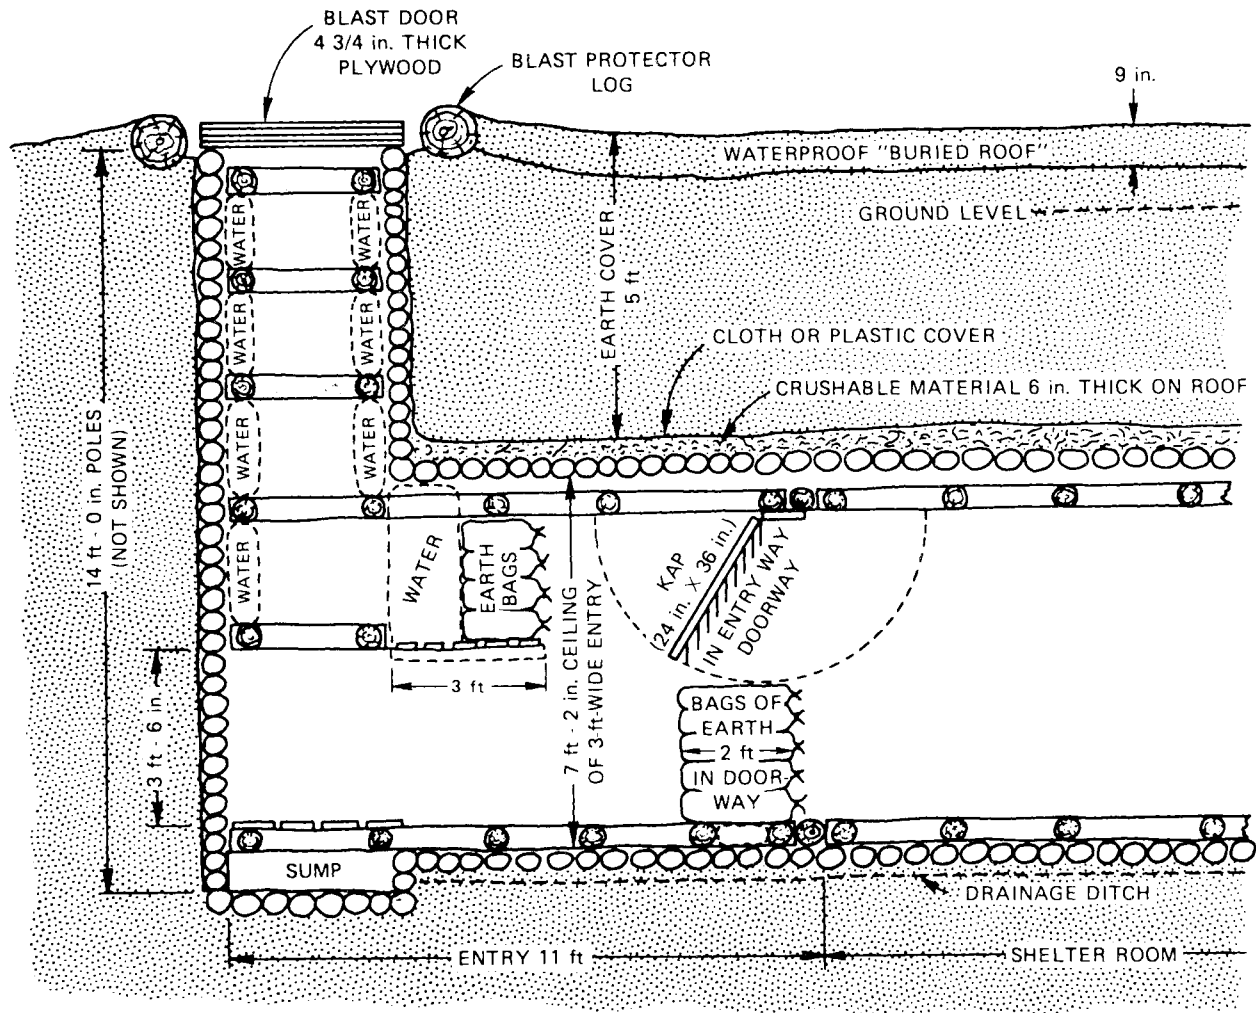 BLAST DOOR
4 3/4 in. THICK
PLYWOOD
BLAST PROTECTOR
LOG
9 in.
WATERPROOF "BURIED ROOF"
GROUND LEVEL
EARTH COVER
5 ft
CLOTH OR PLASTIC COVER
CRUSHABLE MATERIAL 6 in. THICK ON ROOF
WATER
WATER
WATER
WATER
WATER
WATER
WATER
14 ft - 0 in. POLES
(NOT SHOWN)
WATER
EARTH
BAGS
KAP
(24 in. X 36 in.)
IN ENTRY WAY
DOORWAY
3 ft
7 ft - 2 in. CEILING
OF 3-ft-WIDE ENTRY
3 ft - 6 in.
BAGS OF
EARTH
2 ft
IN DOOR-
WAY
SUMP
DRAINAGE DITCH
ENTRY 11 ft
SHELTER ROOM